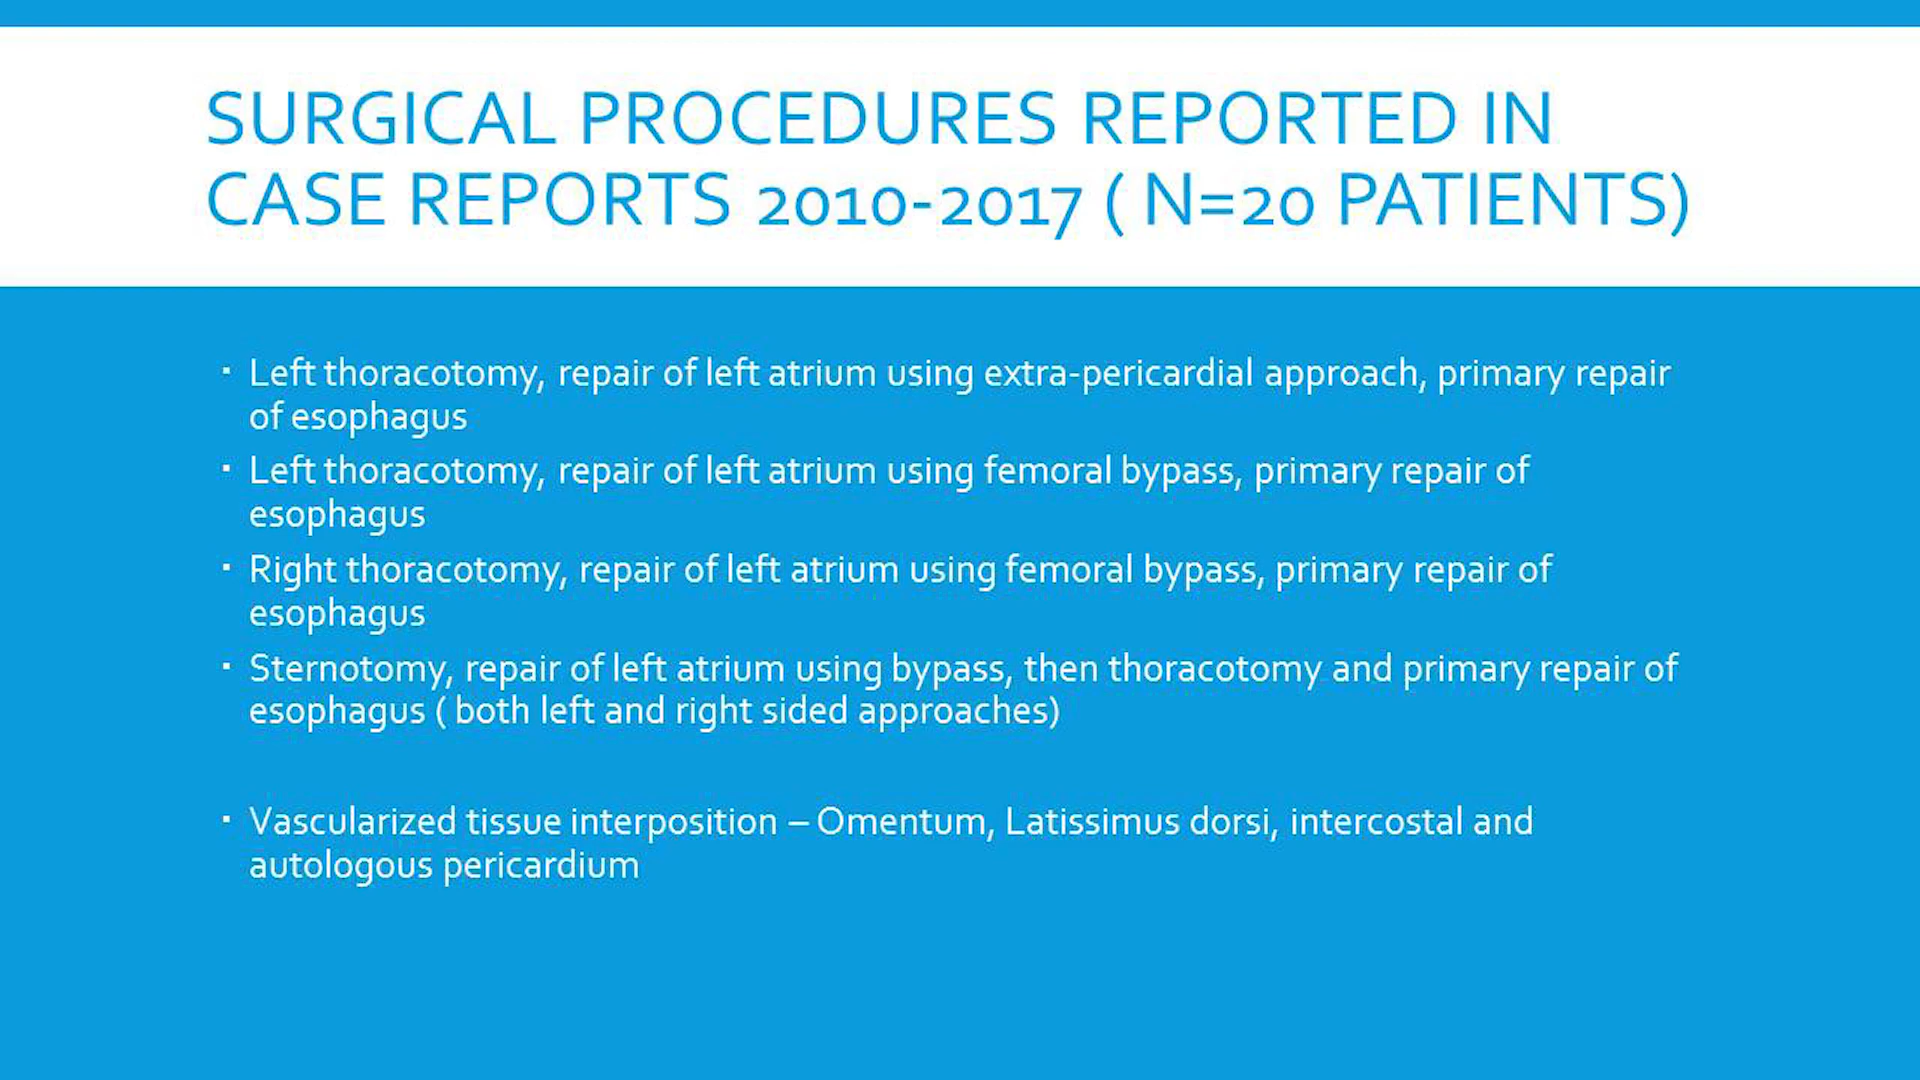 SURGICAL PROCEDURES REPORTED IN
CASE REPORTS 2010-2017 ( N=20 PATIENTS)
▪ Left thoracotomy, repair of left atrium using extra-pericardial approach, primary repair
of esophagus
▪ Left thoracotomy, repair of left atrium using femoral bypass, primary repair of
esophagus
▪ Right thoracotomy, repair of left atrium using femoral bypass, primary repair of
esophagus
▪ Sternotomy, repair of left atrium using bypass, then thoracotomy and primary repair of
esophagus ( both left and right sided approaches)
▪ Vascularized tissue interposition – Omentum, Latissimus dorsi, intercostal and
autologous pericardium